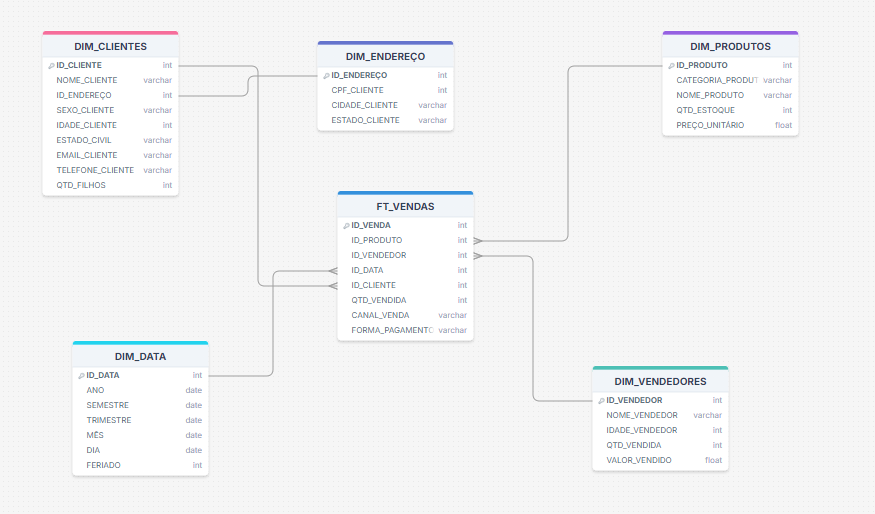 DIM_CLIENTES
ID_CLIENTE int
NOME_CLIENTE varchar
ID_ENDEREÇO int
SEXO_CLIENTE varchar
IDADE_CLIENTE int
ESTADO_CIVIL varchar
EMAIL_CLIENTE varchar
TELEFONE_CLIENTE varchar
QTD_FILHOS int
DIM_ENDEREÇO
ID_ENDEREÇO int
CPF_CLIENTE int
CIDADE_CLIENTE varchar
ESTADO_CLIENTE varchar
DIM_PRODUTOS
ID_PRODUTO int
CATEGORIA_PRODUT varchar
NOME_PRODUTO varchar
QTD_ESTOQUE int
PREÇO_UNITÁRIO float
FT_VENDAS
ID_VENDA int
ID_PRODUTO int
ID_VENDEDOR int
ID_DATA int
ID_CLIENTE int
QTD_VENDIDA int
CANAL_VENDA varchar
FORMA_PAGAMENTO varchar
DIM_DATA
ID_DATA int
ANO date
SEMESTRE date
TRIMESTRE date
MÊS date
DIA date
FERIADO int
DIM_VENDEDORES
ID_VENDEDOR int
NOME_VENDEDOR varchar
IDADE_VENDEDOR int
QTD_VENDIDA int
VALOR_VENDIDO float